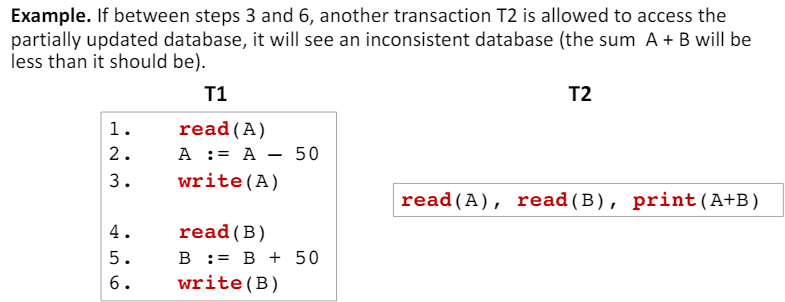 Example. If between steps 3 and 6, another transaction T2 is allowed to access the
partially updated database, it will see an inconsistent database (the sum  A + B will be
less than it should be).
T1
T2
1. read(A)
2. A := A – 50
3. write(A)
read(A), read(B), print(A+B)
4. read(B)
5. B := B + 50
6. write(B)